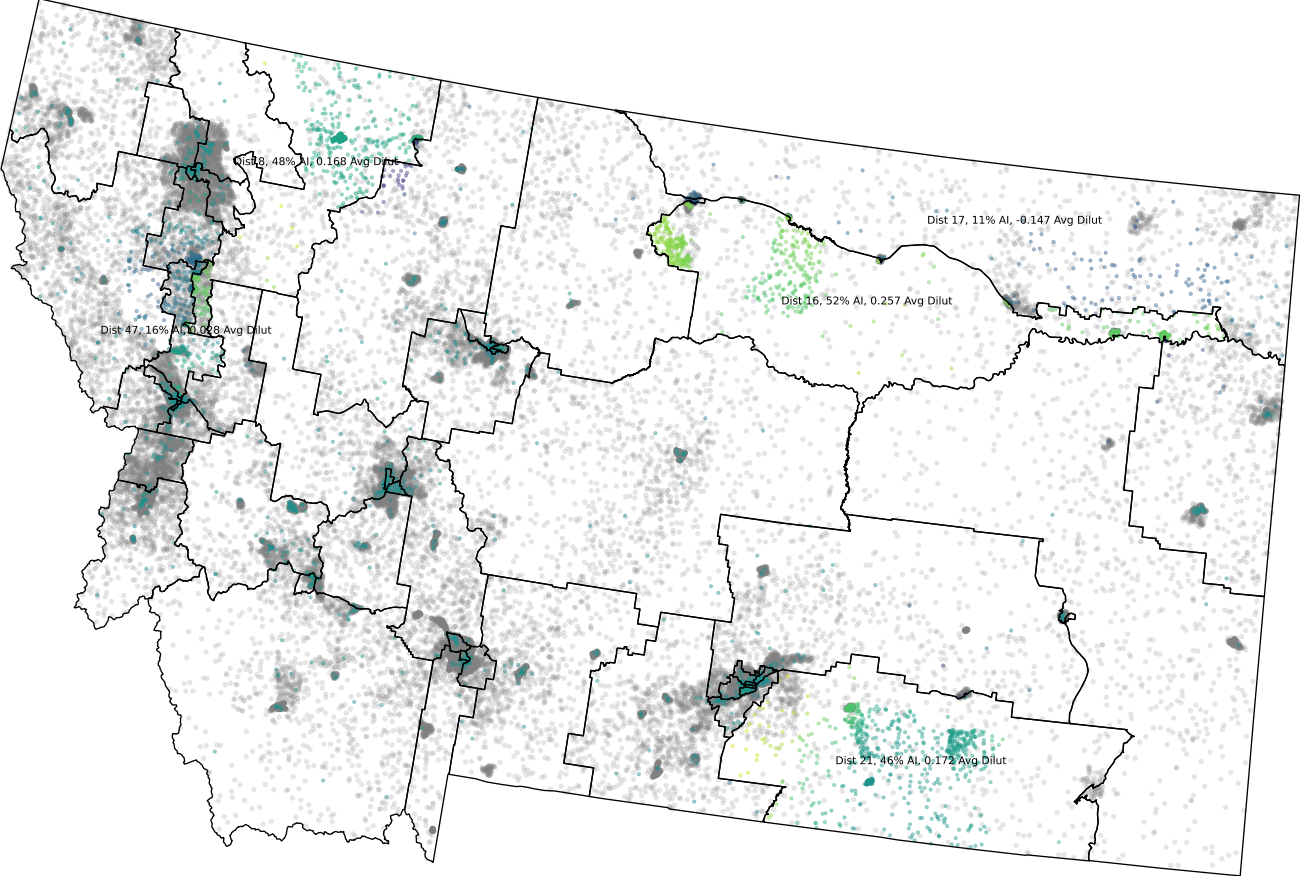 Dist 8, 48% AI, 0.168 Avg Dilut
Dist 17, 11% AI, -0.147 Avg Dilut
Dist 16, 52% AI, 0.257 Avg Dilut
Dist 47, 16% AI, 0.028 Avg Dilut
Dist 21, 46% AI, 0.172 Avg Dilut